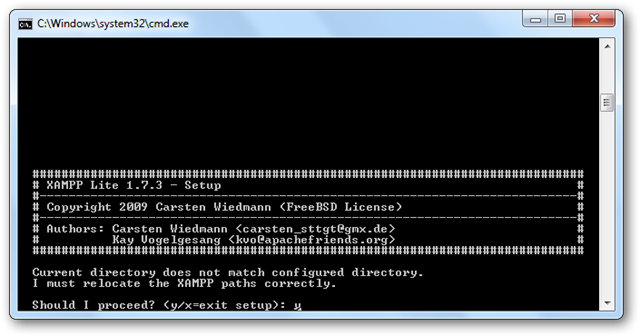 C:\Windows\system32\cmd.exe
###############################################################################
# XAMPP Lite 1.7.3 - Setup #
#-----------------------------------------------------------------------------#
# Copyright 2009 Carsten Wiedmann (FreeBSD License) #
#-----------------------------------------------------------------------------#
# Authors: Carsten Wiedmann <carsten_sttgt@gmx.de> #
# Kay Vogelgesang <kvo@apachefriends.org> #
###############################################################################
Current directory does not match configured directory.
I must relocate the XAMPP paths correctly.
Should I proceed? (y/x=exit setup): y